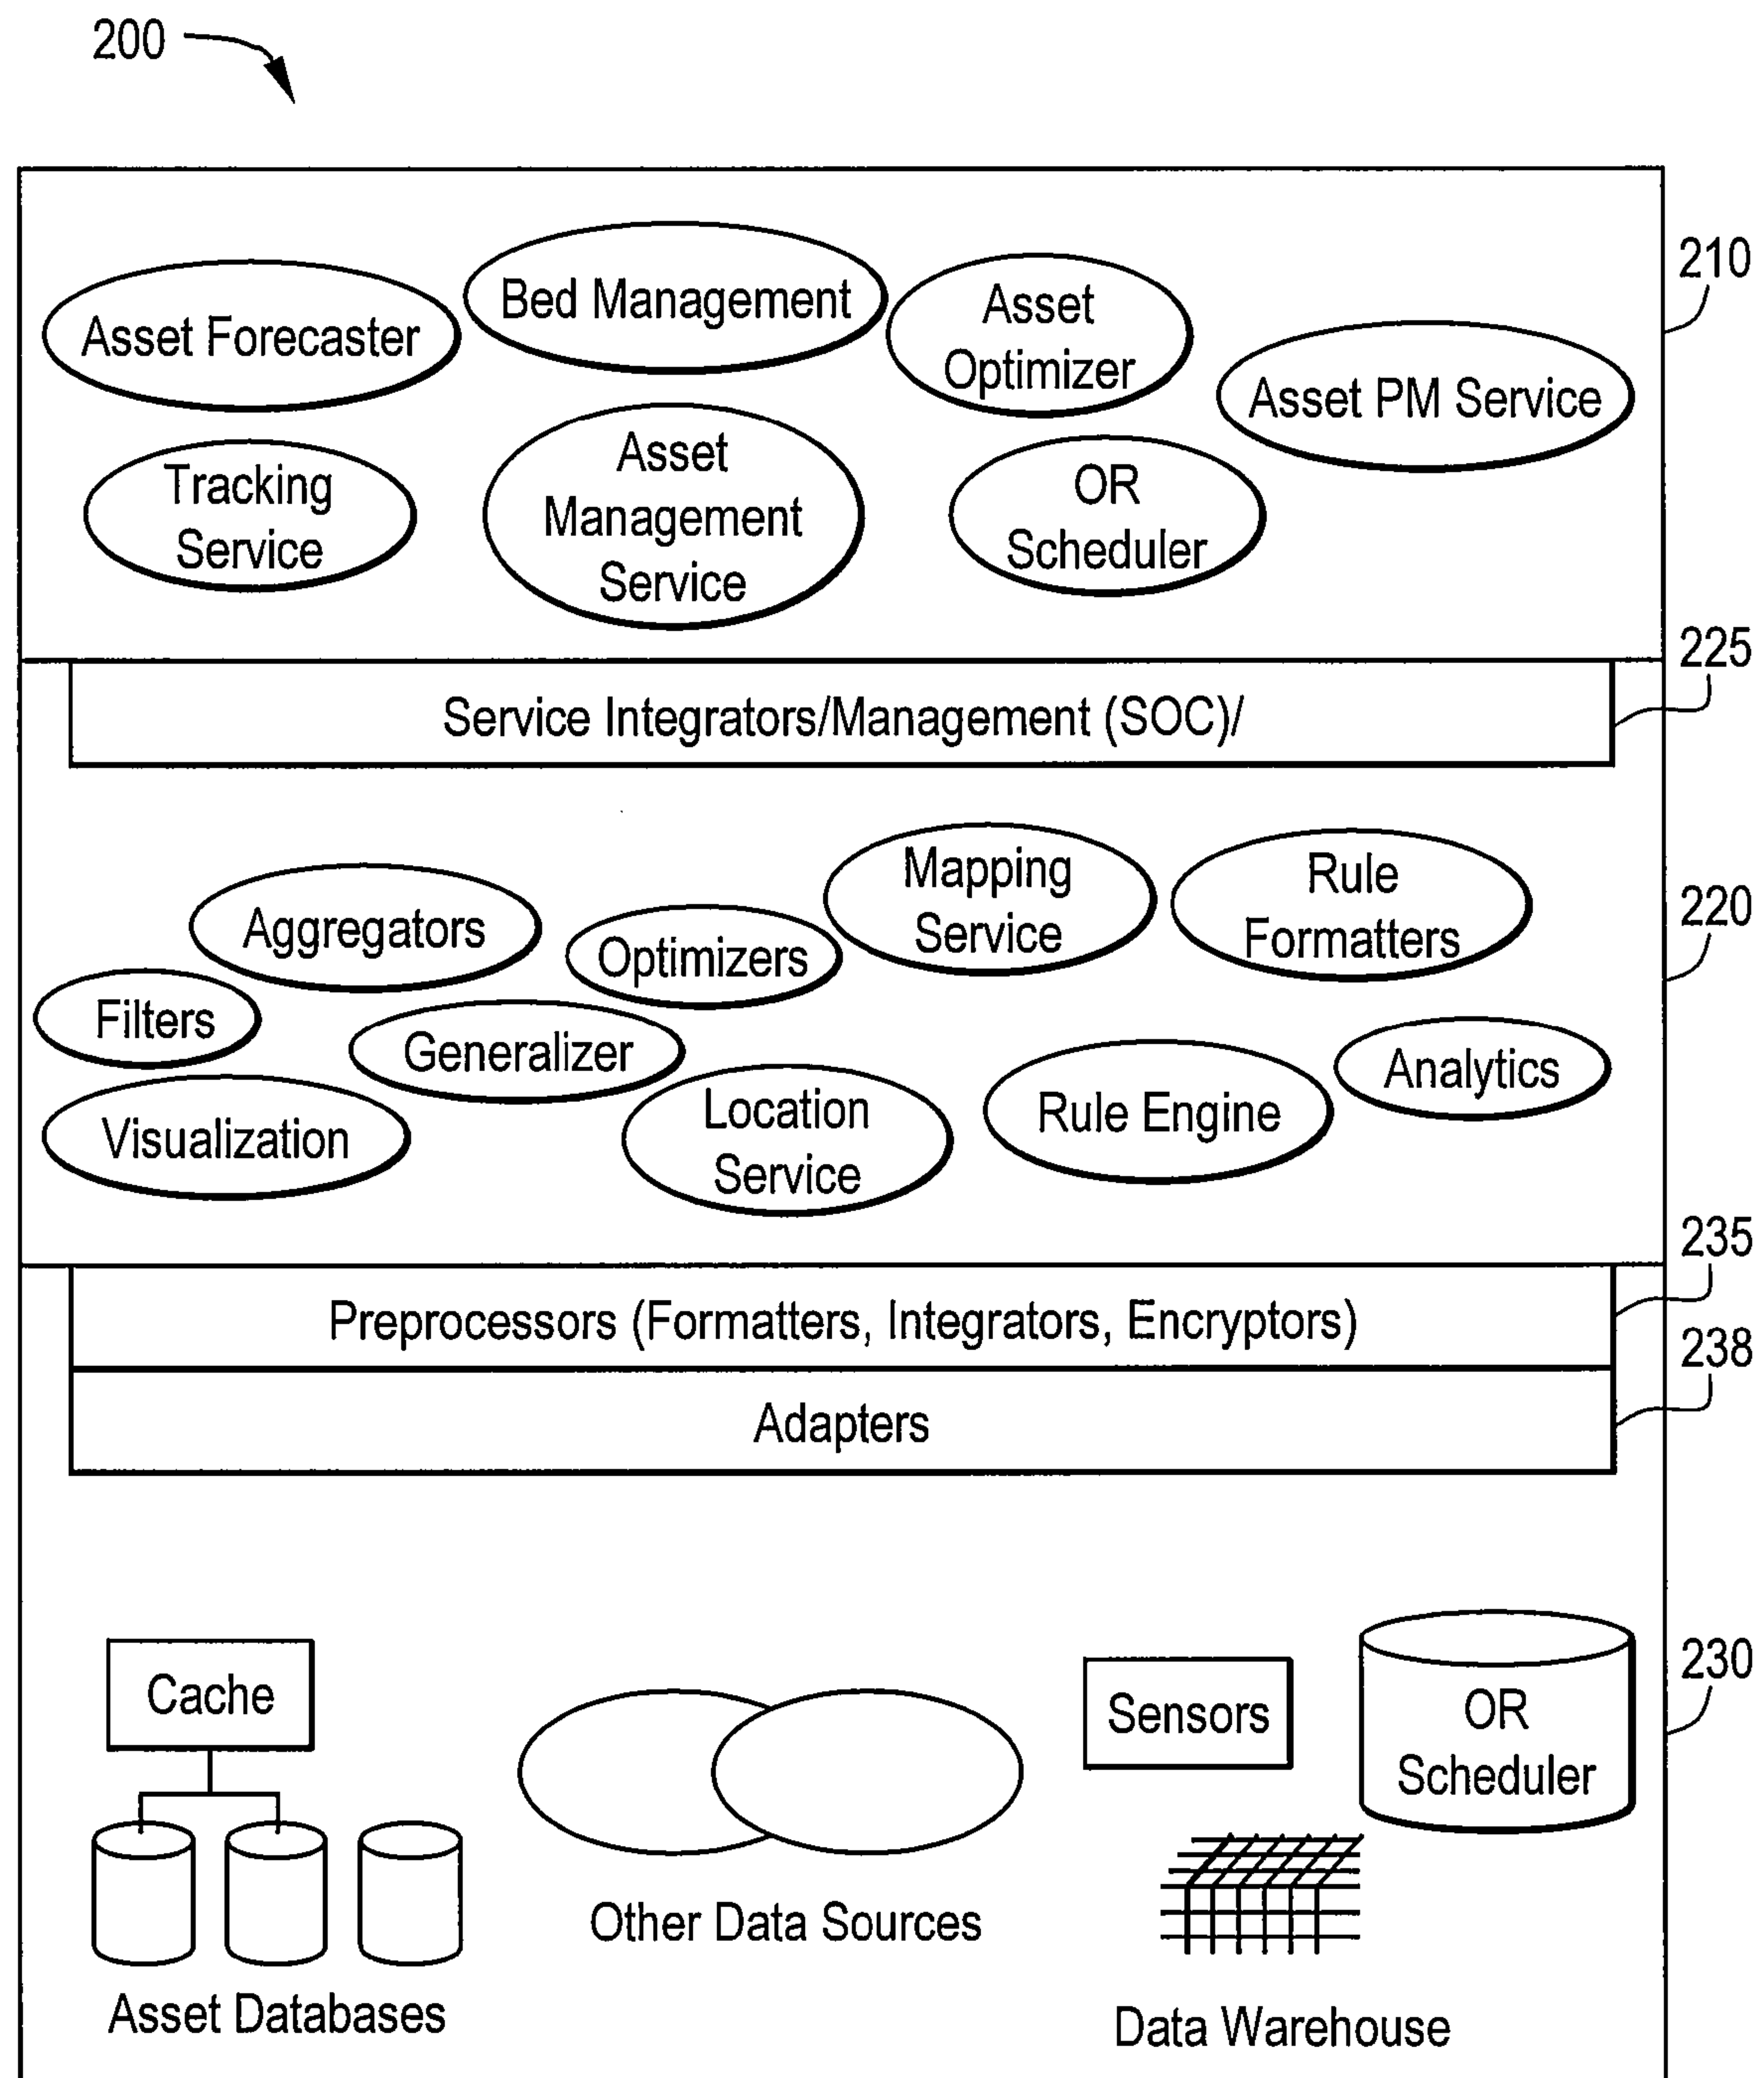 200
210
Bed Management
Asset
Optimizer
Asset Forecaster
Asset PM Service
Tracking
Service
Asset
Management
Service
OR
Scheduler
225
Service Integrators/Management (SOC)/
220
Mapping
Service
Rule
Formatters
Aggregators
Optimizers
Filters
Generalizer
Analytics
Visualization
Location
Service
Rule Engine
235
Preprocessors (Formatters, Integrators, Encryptors)
238
Adapters
230
Cache
Sensors
OR
Scheduler
Other Data Sources
Asset Databases
Data Warehouse